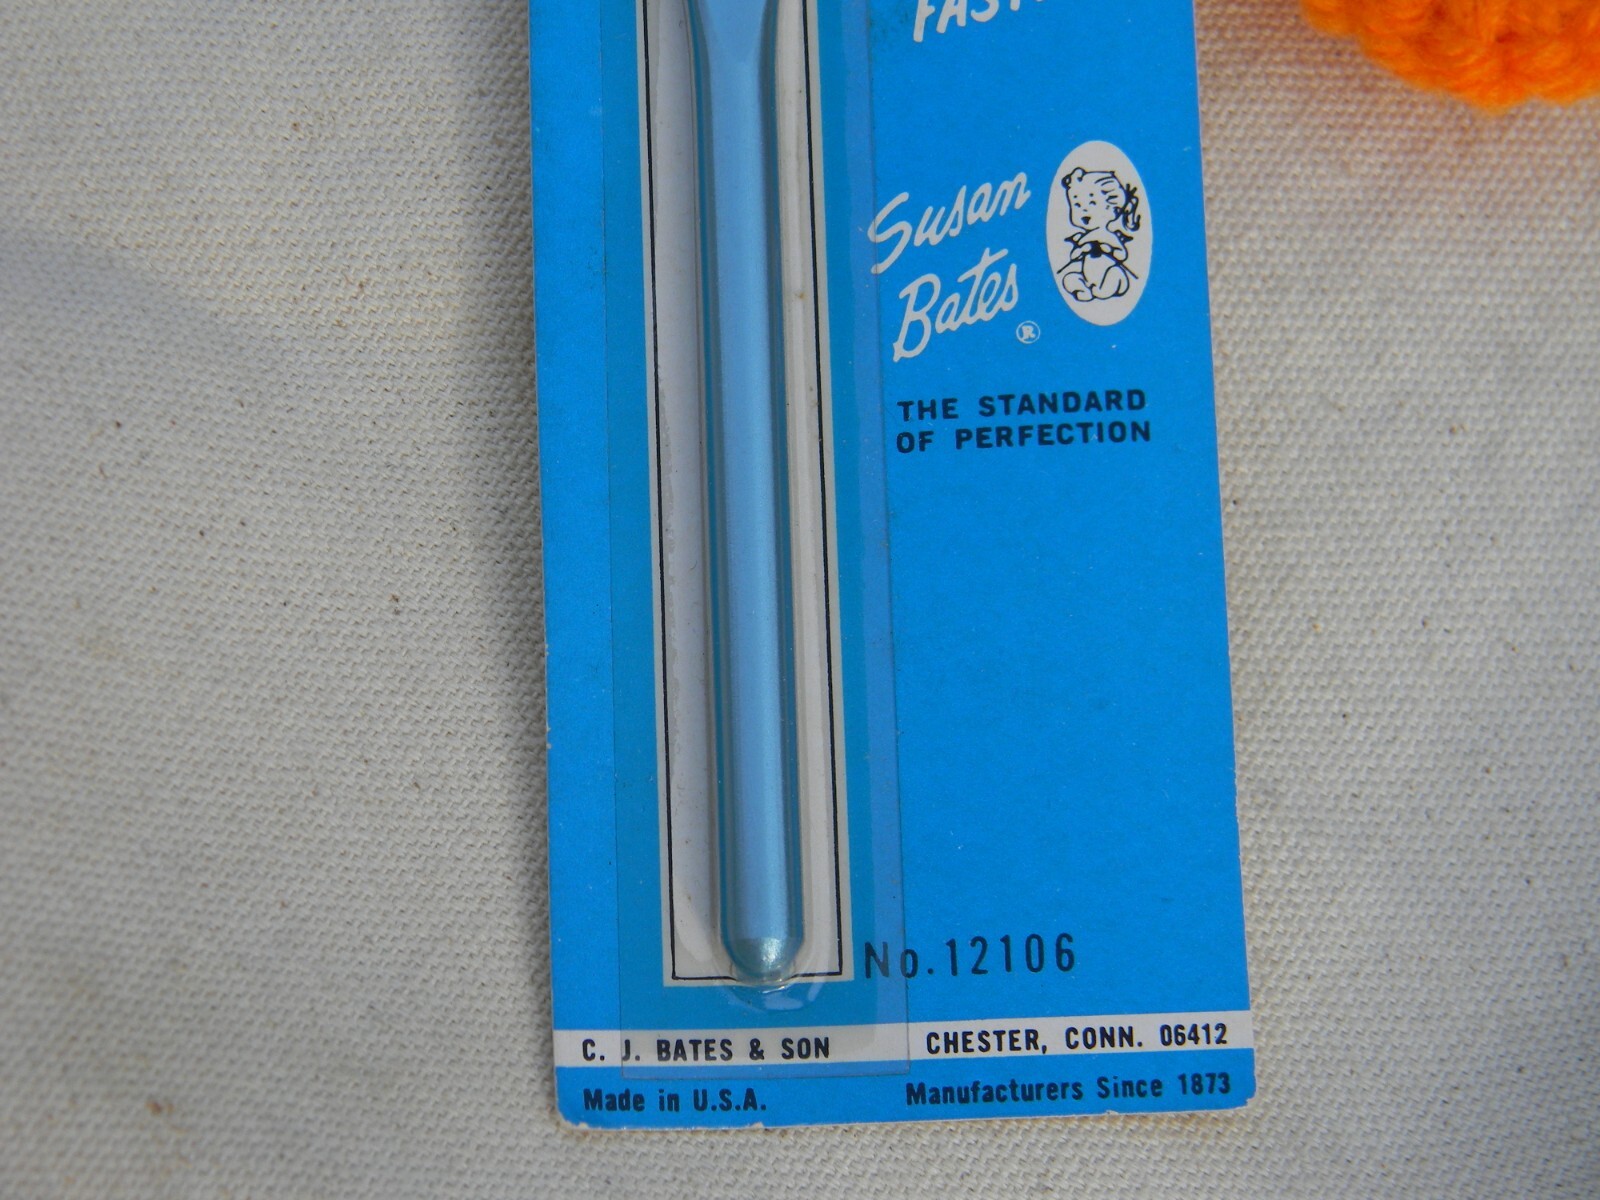 Susan
Bates®
THE STANDARD
OF PERFECTION
No. 12106
C. J. BATES & SON CHESTER, CONN. 06412
Made in U.S.A. Manufacturers Since 1873